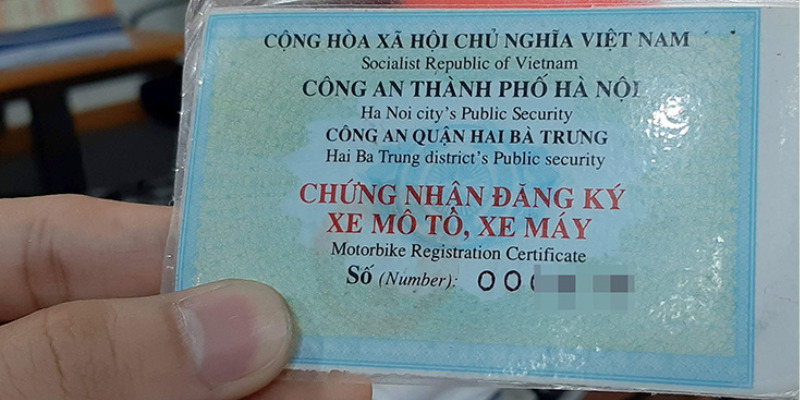 CỘNG HÒA XÃ HỘI CHỦ NGHĨA VIỆT NAM
Socialist Republic of Vietnam
CÔNG AN THÀNH PHỐ HÀ NỘI
Ha Noi city's Public Security
CÔNG AN QUẬN HAI BÀ TRƯNG
Hai Ba Trung district's Public security
CHỨNG NHẬN ĐĂNG KÝ
XE MÔ TÔ, XE MÁY
Motorbike Registration Certificate
Số (Number): 00